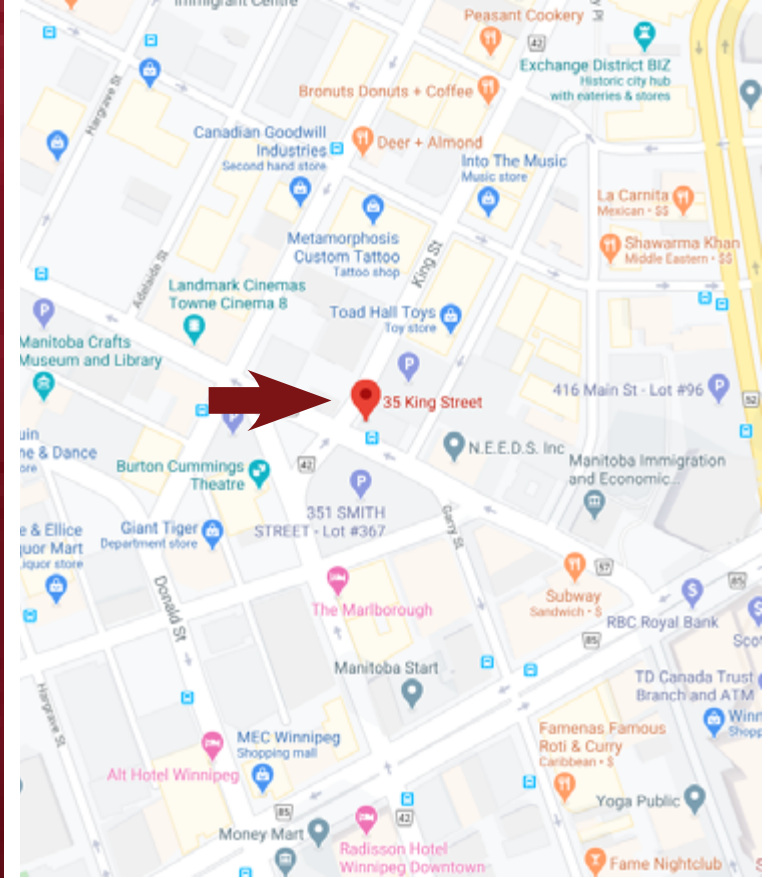 Immigrant Centre
Peasant Cookery
42
Exchange District BIZ
Historic city hub
with eateries & stores
Hargrave St
Bronuts Donuts + Coffee
Canadian Goodwill
Industries
Second hand store
Deer + Almond
Into The Music
Music store
La Carnita
Mexican • $$
Metamorphosis
Custom Tattoo
Tattoo shop
Shawarma Khan
Middle Eastern • $$
King St
Adelaide St
Landmark Cinemas
Towne Cinema 8
Toad Hall Toys
Toy store
P
Manitoba Crafts
Museum and Library
P
35 King Street
416 Main St - Lot #96
P
52
P
N.E.E.D.S. Inc
& Dance
42
Burton Cummings
Theatre
Manitoba Immigration
and Economic...
P
351 SMITH
STREET - Lot #367
Garry St
e & Ellice
uor Mart
iquor store
Giant Tiger
Department store
57
85
Subway
Sandwich • $
$
RBC Royal Bank
The Marlborough
Donald St
85
Scot
Manitoba Start
TD Canada Trust
Branch and ATM
Hargrave St
MEC Winnipeg
Shopping mall
Winn
Shopp
Famenas Famous
Roti & Curry
Caribbean • $
Alt Hotel Winnipeg
Yoga Public
85
42
Money Mart
Radisson Hotel
Winnipeg Downtown
Fame Nightclub